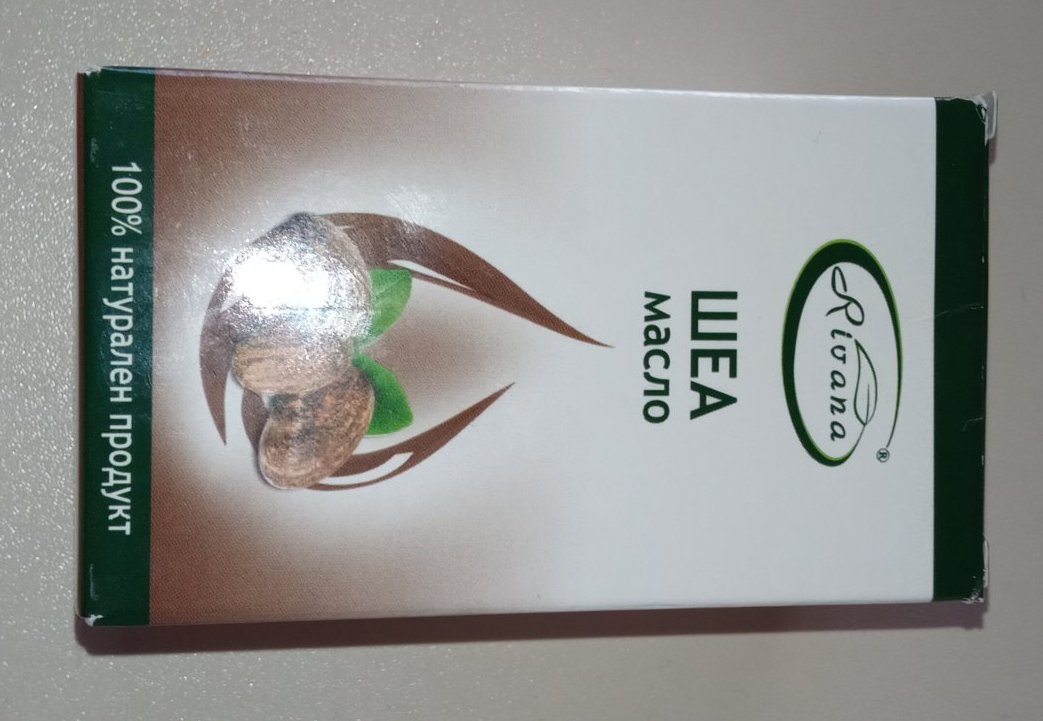 Rivana®
ШЕА
масло
100% натурален продукт